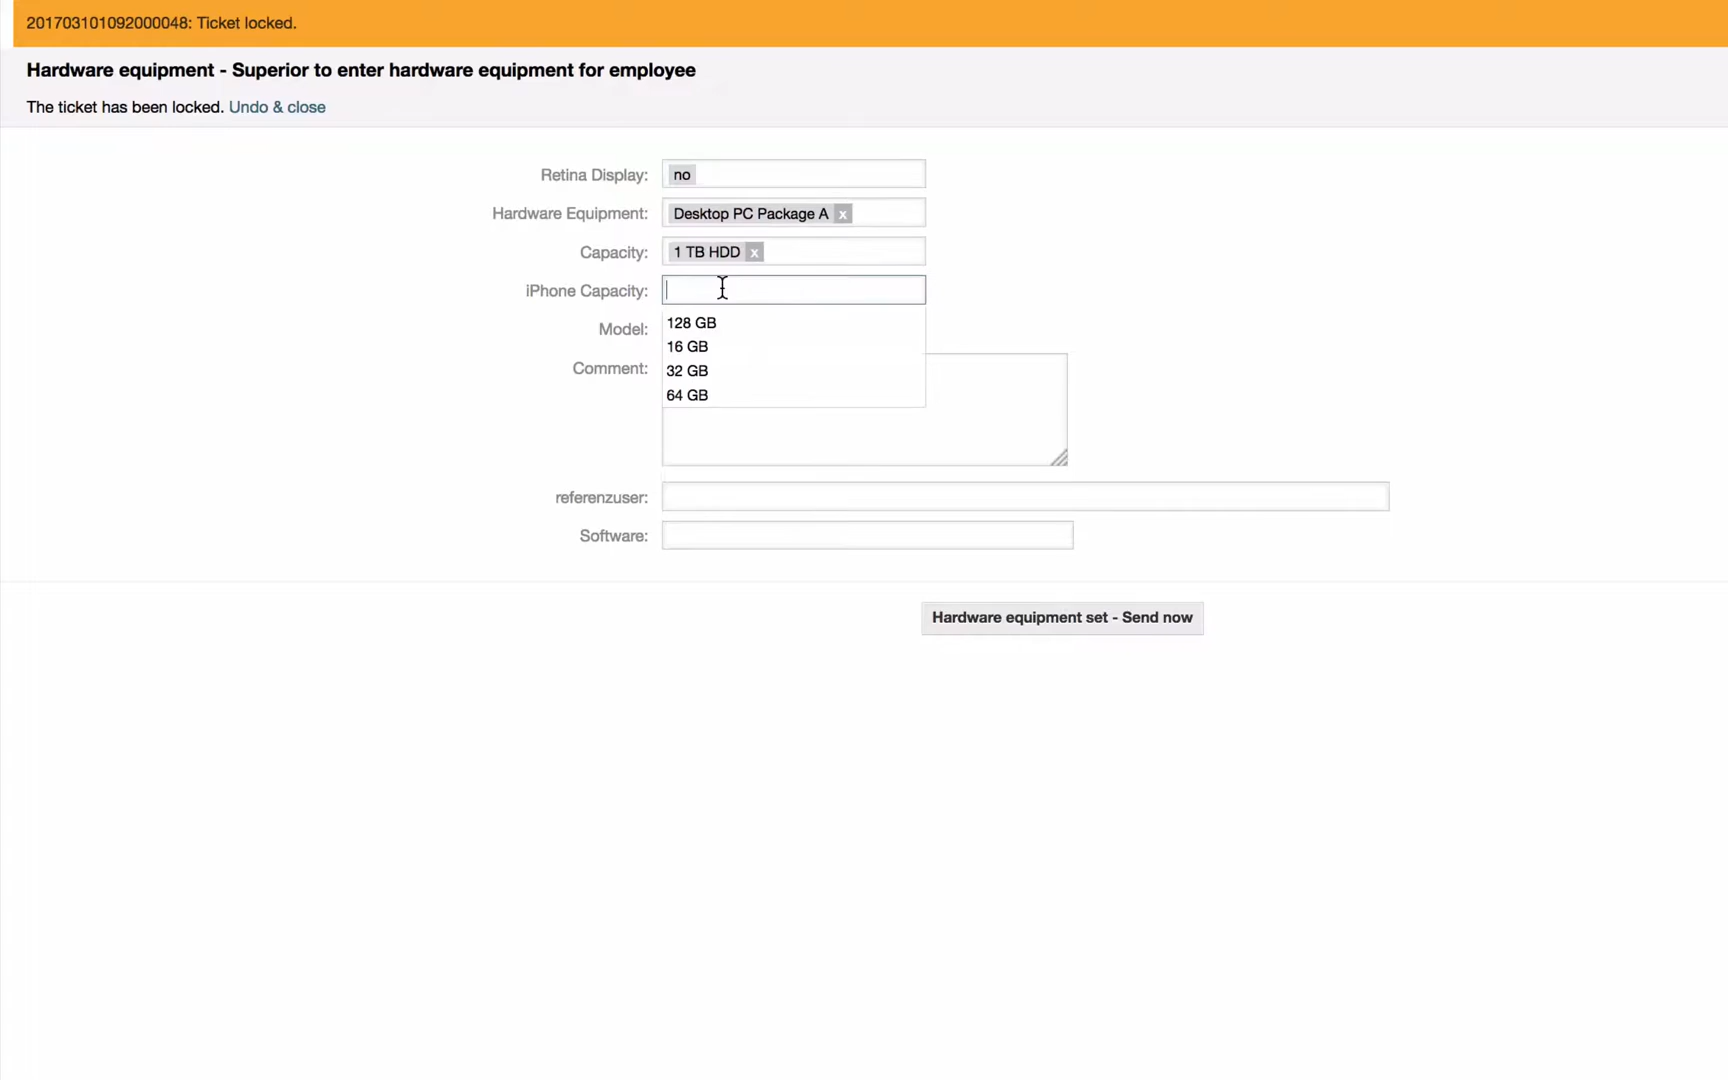 201703101092000048: Ticket locked.
Hardware equipment - Superior to enter hardware equipment for employee
The ticket has been locked. Undo & close
Retina Display: no
Hardware Equipment: Desktop PC Package A x
Capacity: 1 TB HDD x
iPhone Capacity:
128 GB
Model:
16 GB
Comment:
32 GB
64 GB
referenzuser:
Software:
Hardware equipment set - Send now